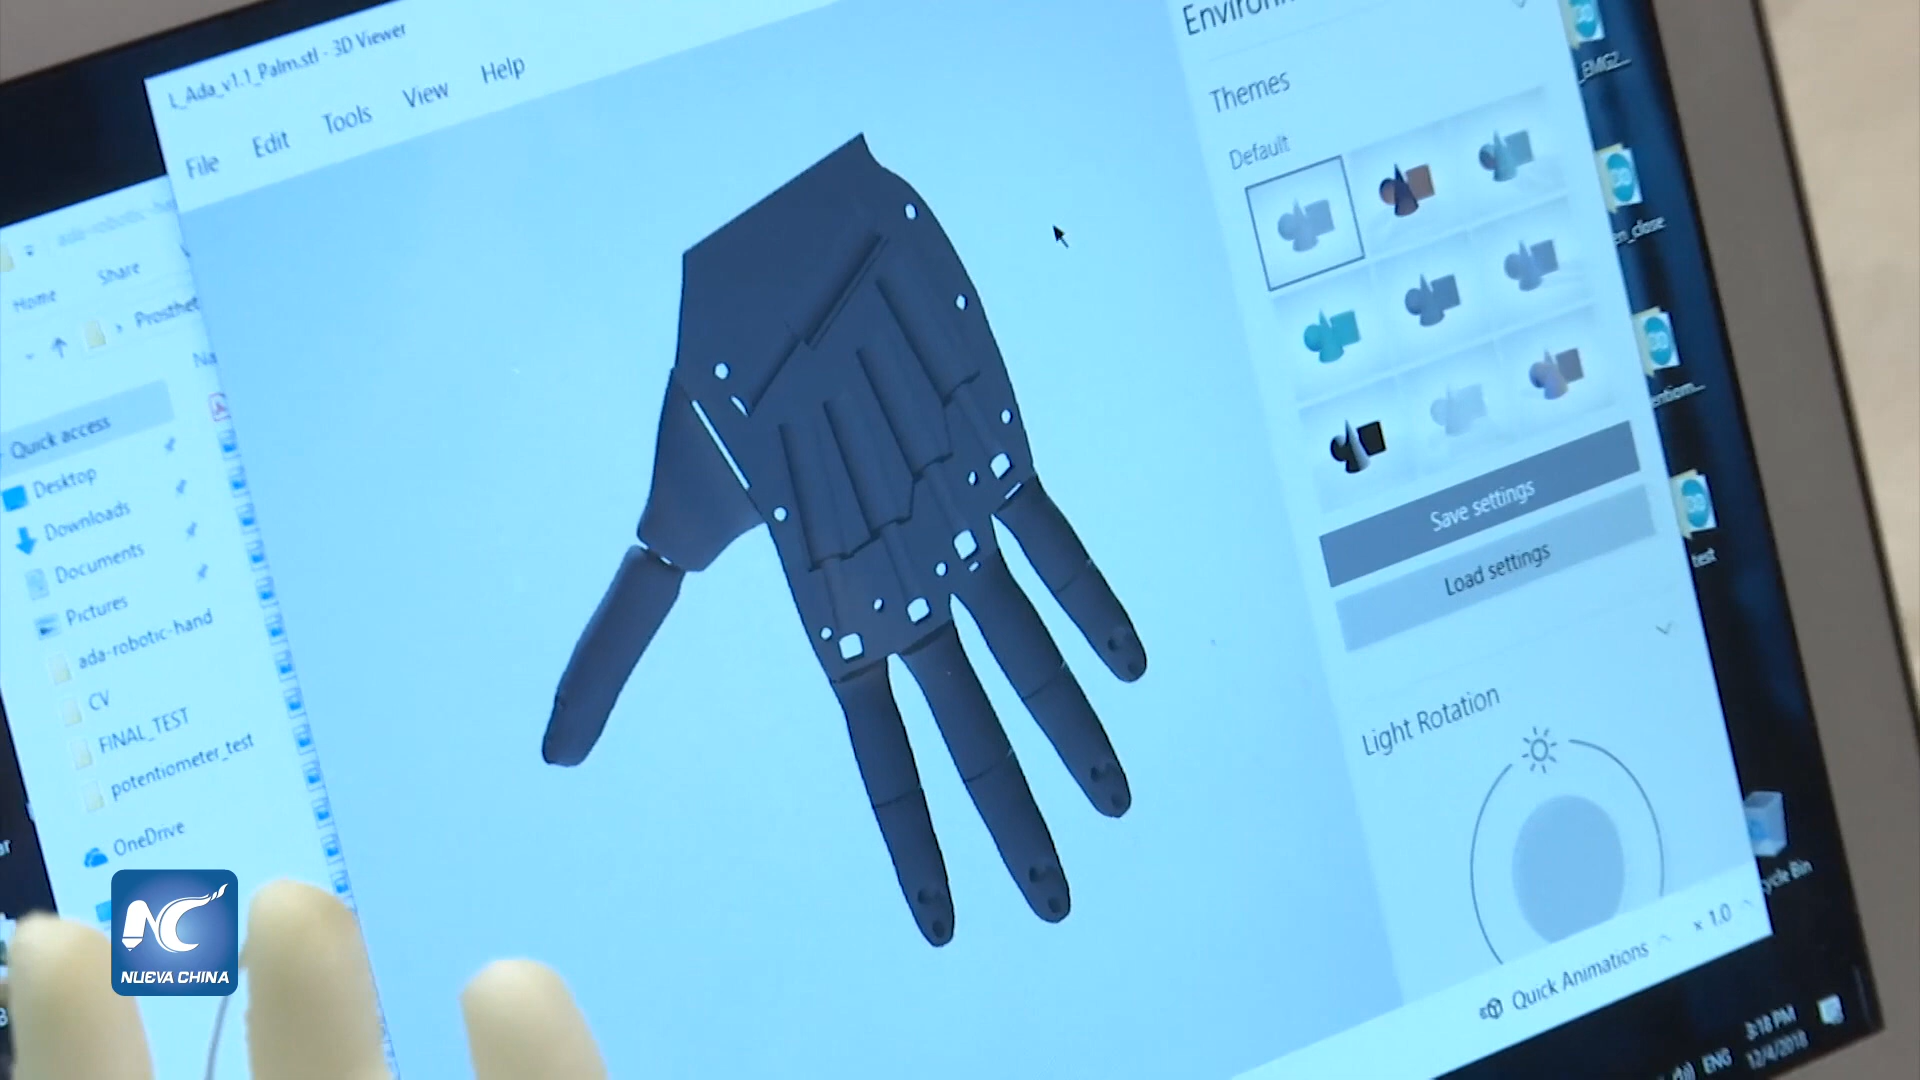 L_Ada_v1.1_Palm.stl - 3D Viewer
File Edit Tools View Help
Themes
Default
Save settings
Load settings
Light Rotation
Quick Animations
× 1.0
Home
Share
Quick access
Desktop
Downloads
Documents
Pictures
ada-robotic-hand
CV
FINAL_TEST
potentiometer_test
OneDrive
test
ENG
3:18 PM
12/4/2018
NC
NUEVA CHINA